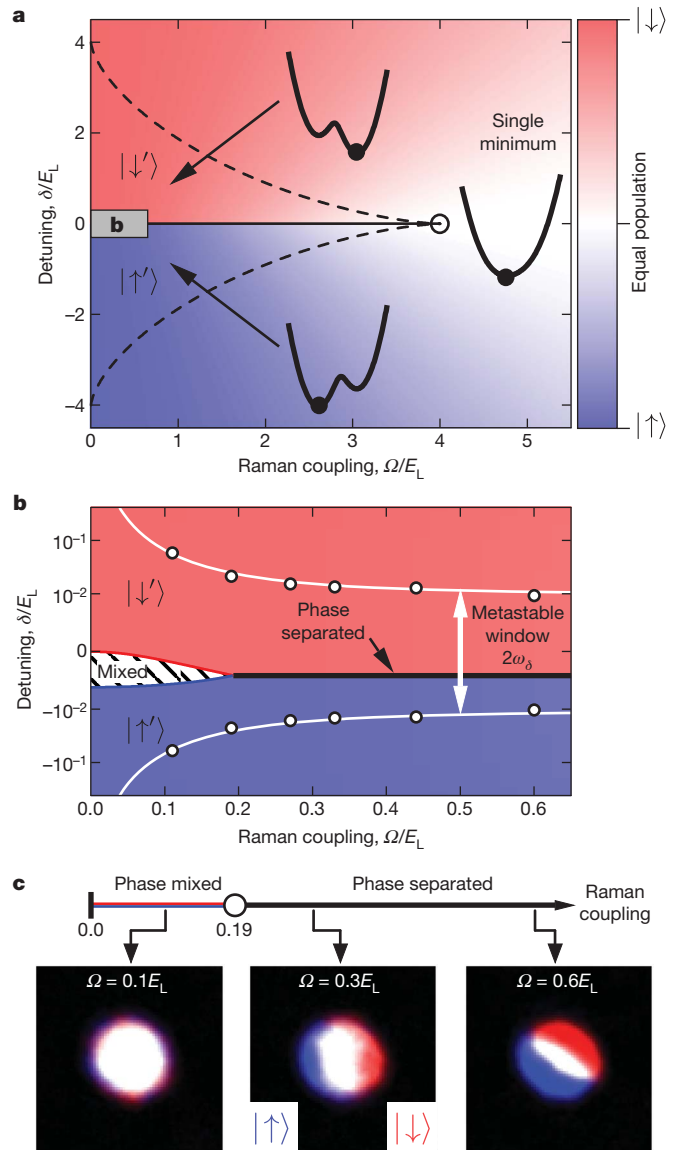 a
|↓⟩
4
2
0
−2
−4
Detuning, δ/E_L
|↓′⟩
b
|↑′⟩
Single
minimum
Equal population
|↑⟩
0 1 2 3 4 5
Raman coupling, Ω/E_L
b
10⁻¹
10⁻²
0
−10⁻²
−10⁻¹
Detuning, δ/E_L
|↓′⟩
Phase
separated
Metastable
window
2ω_δ
Mixed
|↑′⟩
0.0 0.1 0.2 0.3 0.4 0.5 0.6
Raman coupling, Ω/E_L
c
Phase mixed
Phase separated
Raman
coupling
0.0
0.19
Ω = 0.1E_L
Ω = 0.3E_L
Ω = 0.6E_L
|↑⟩
|↓⟩